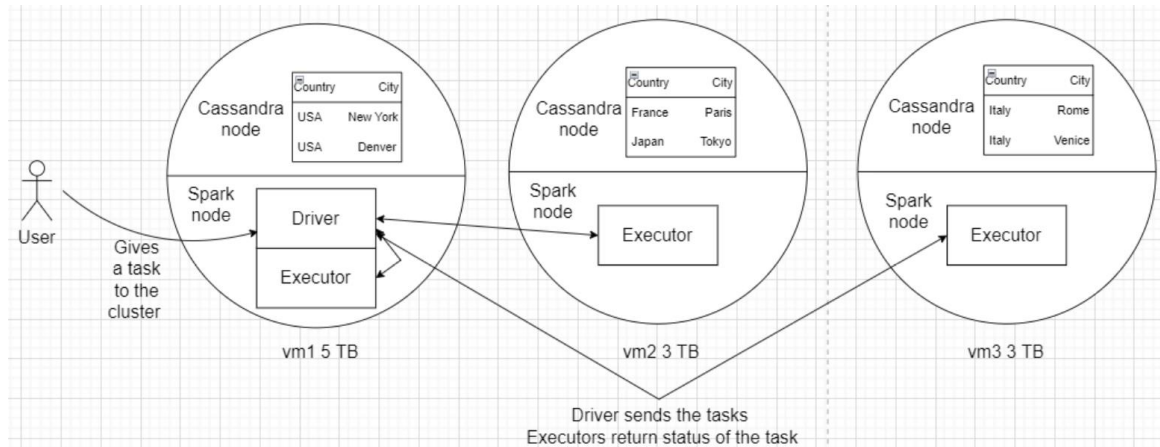 Country City
USA New York
USA Denver
Cassandra
node
Spark
node
Driver
Executor
vm1 5 TB
User
Gives
a task
to the
cluster
Country City
France Paris
Japan Tokyo
Cassandra
node
Spark
node
Executor
vm2 3 TB
Country City
Italy Rome
Italy Venice
Cassandra
node
Spark
node
Executor
vm3 3 TB
Driver sends the tasks
Executors return status of the task